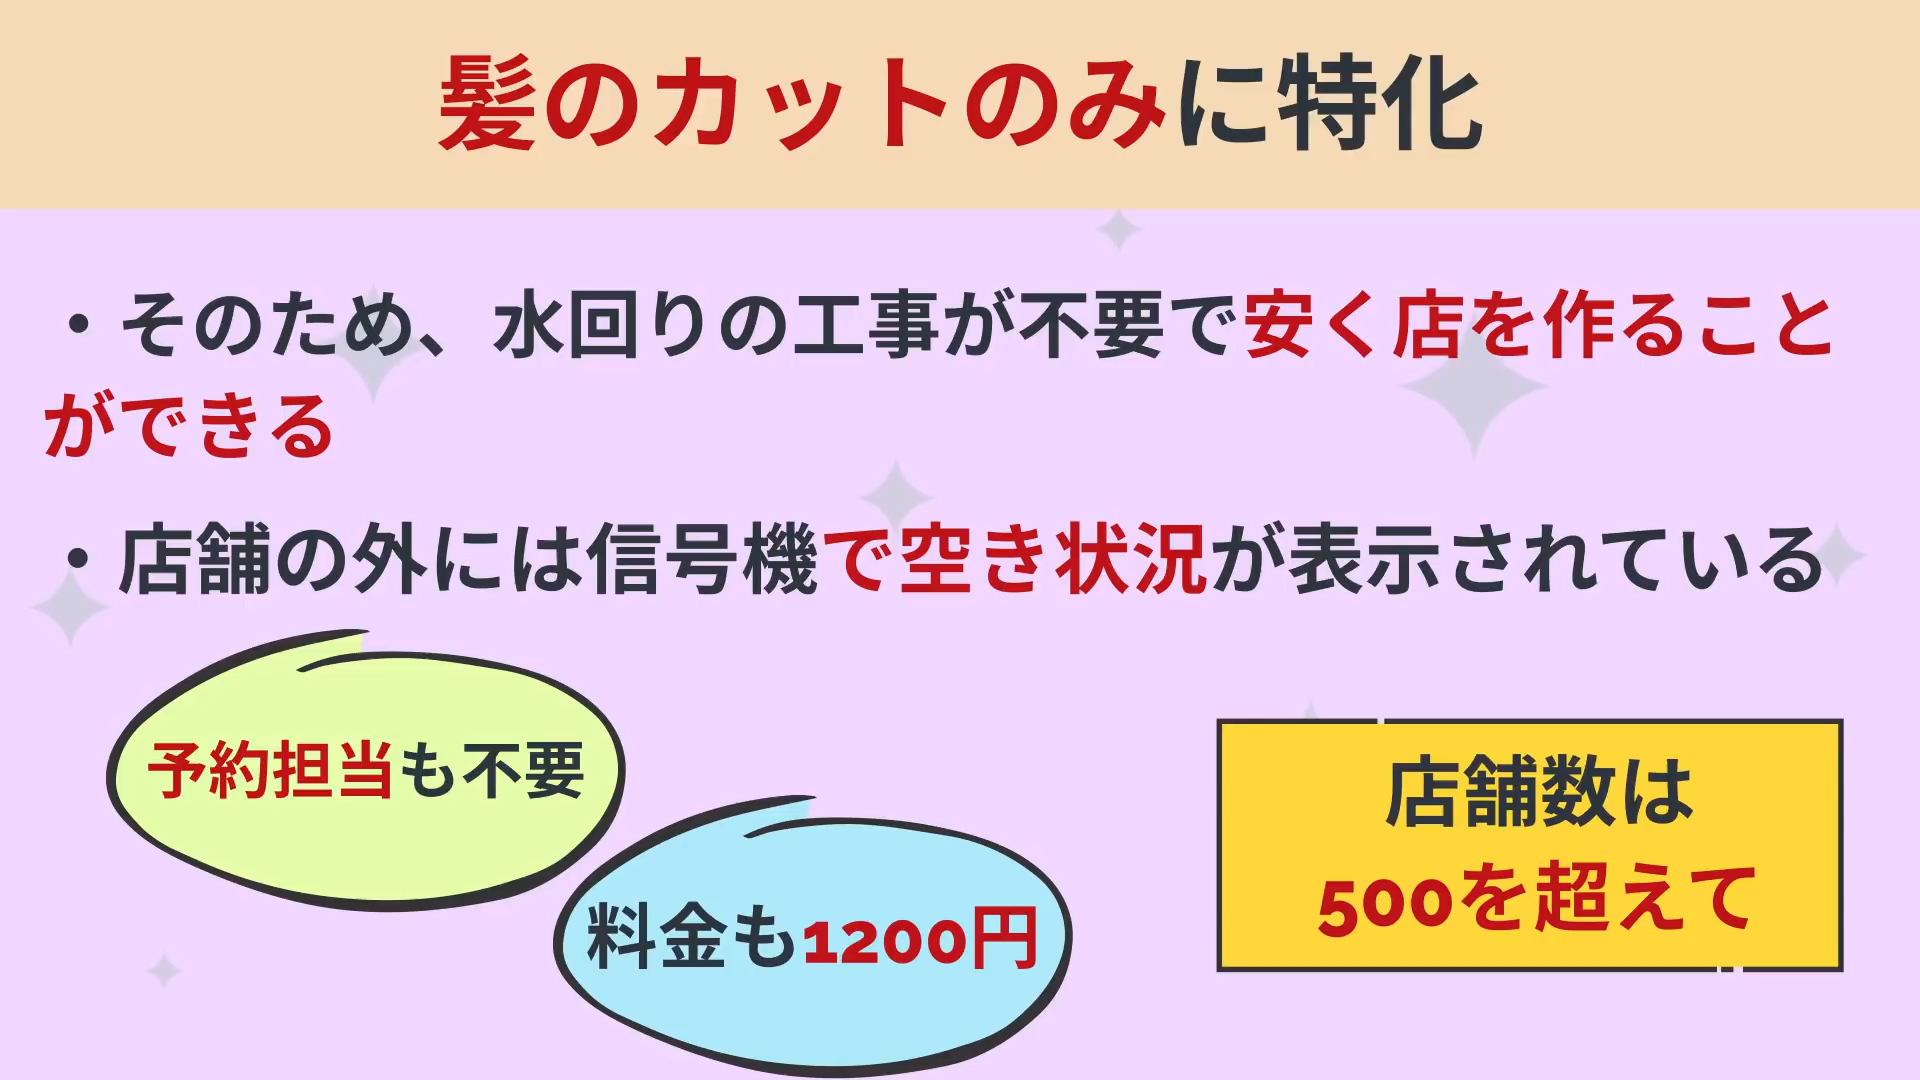 髪のカットのみに特化
・そのため、水回りの工事が不要で安く店を作ること
ができる
・店舗の外には信号機で空き状況が表示されている
予約担当も不要
料金も1200円
店舗数は
500を超えて